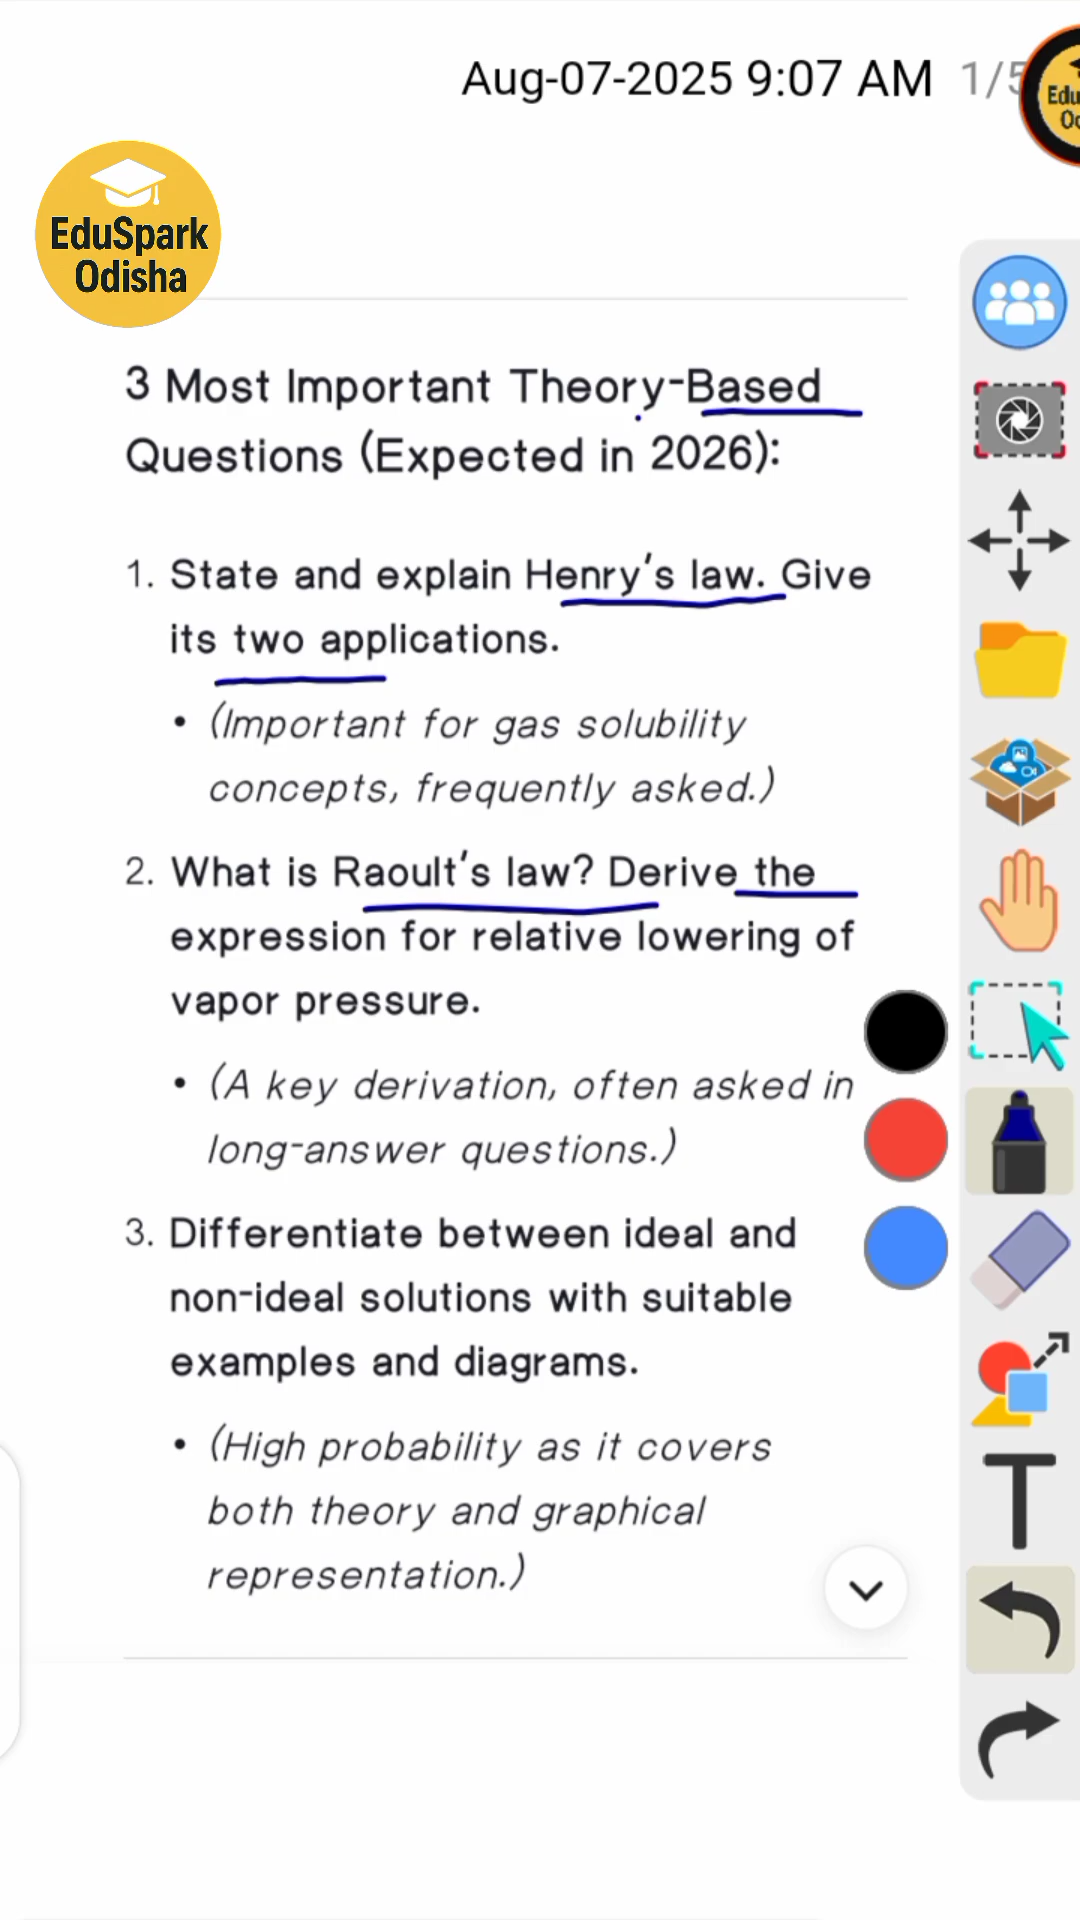 Aug-07-2025 9:07 AM 1/5
EduSpark
Odisha
3 Most Important Theory-Based
Questions (Expected in 2026):
1. State and explain Henry's law. Give
its two applications.
• (Important for gas solubility
concepts, frequently asked.)
2. What is Raoult's law? Derive the
expression for relative lowering of
vapor pressure.
• (A key derivation, often asked in
long-answer questions.)
3. Differentiate between ideal and
non-ideal solutions with suitable
examples and diagrams.
• (High probability as it covers
both theory and graphical
representation.)